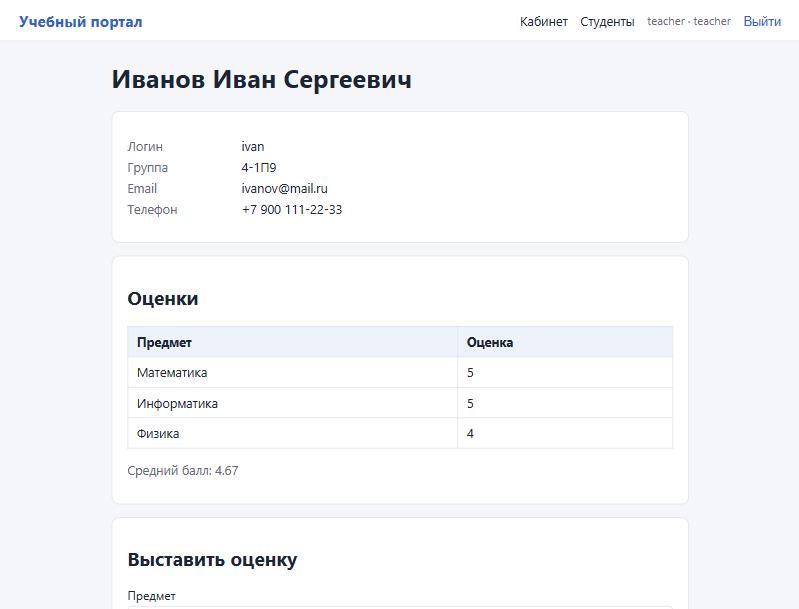 Учебный портал Кабинет Студенты teacher · teacher Выйти
Иванов Иван Сергеевич
Логин ivan
Группа 4-1П9
Email ivanov@mail.ru
Телефон +7 900 111-22-33
Оценки
Предмет Оценка
Математика 5
Информатика 5
Физика 4
Средний балл: 4.67
Выставить оценку
Предмет